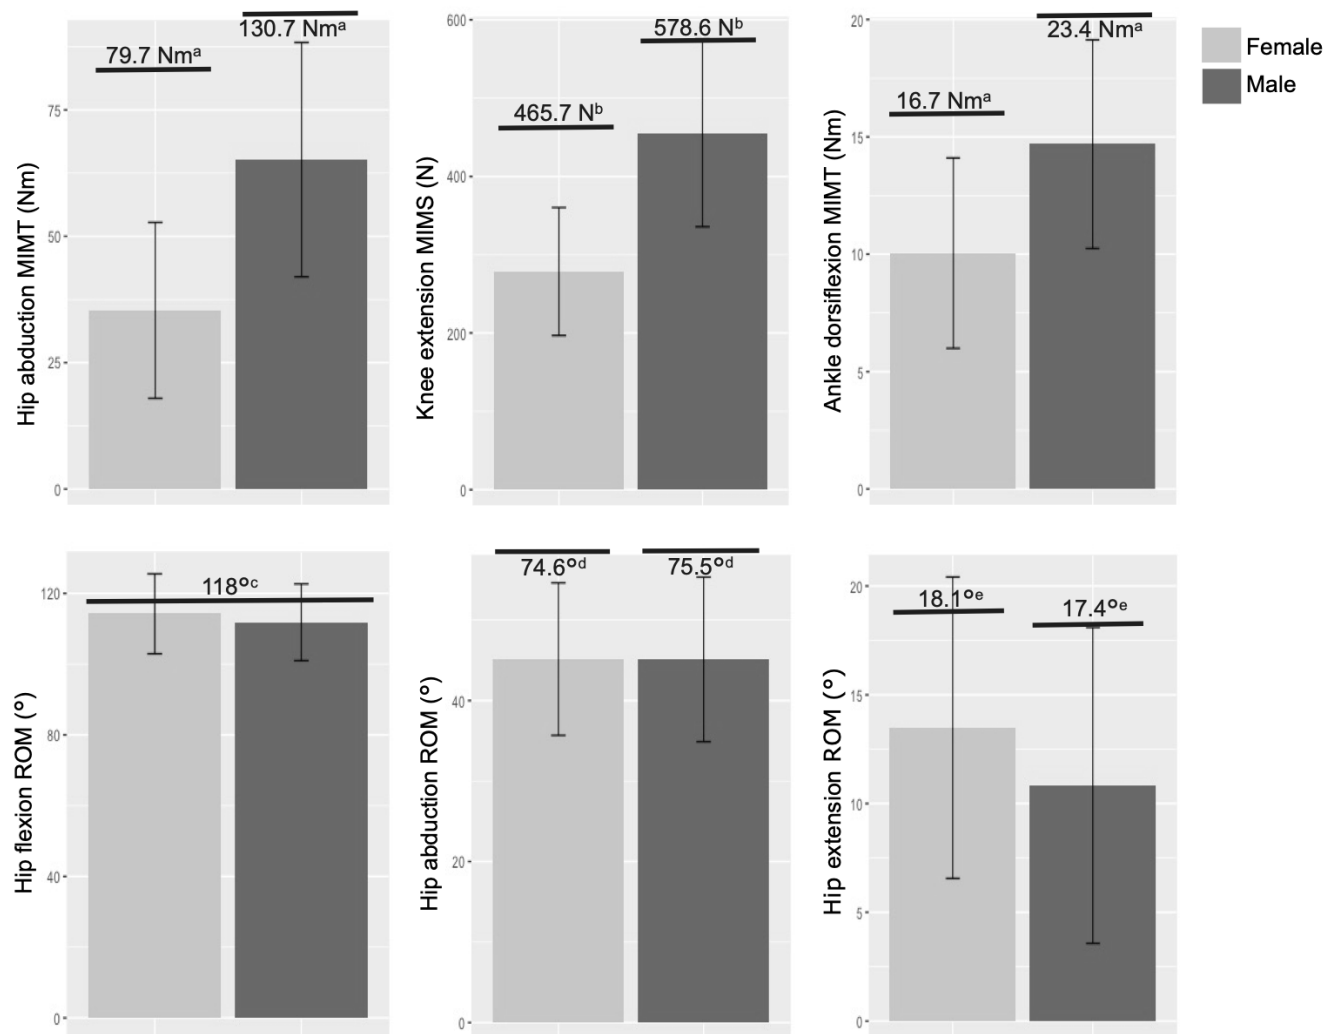 Hip abduction MIMT (Nm)
75
50
25
0
79.7 Nmᵃ
130.7 Nmᵃ
Knee extension MIMS (N)
600
400
200
0
465.7 Nᵇ
578.6 Nᵇ
Ankle dorsiflexion MIMT (Nm)
20
15
10
5
0
16.7 Nmᵃ
23.4 Nmᵃ
Female
Male
Hip flexion ROM (°)
120
80
40
0
118°ᶜ
Hip abduction ROM (°)
40
20
0
74.6°ᵈ
75.5°ᵈ
Hip extension ROM (°)
20
15
10
5
0
18.1°ᵉ
17.4°ᵉ